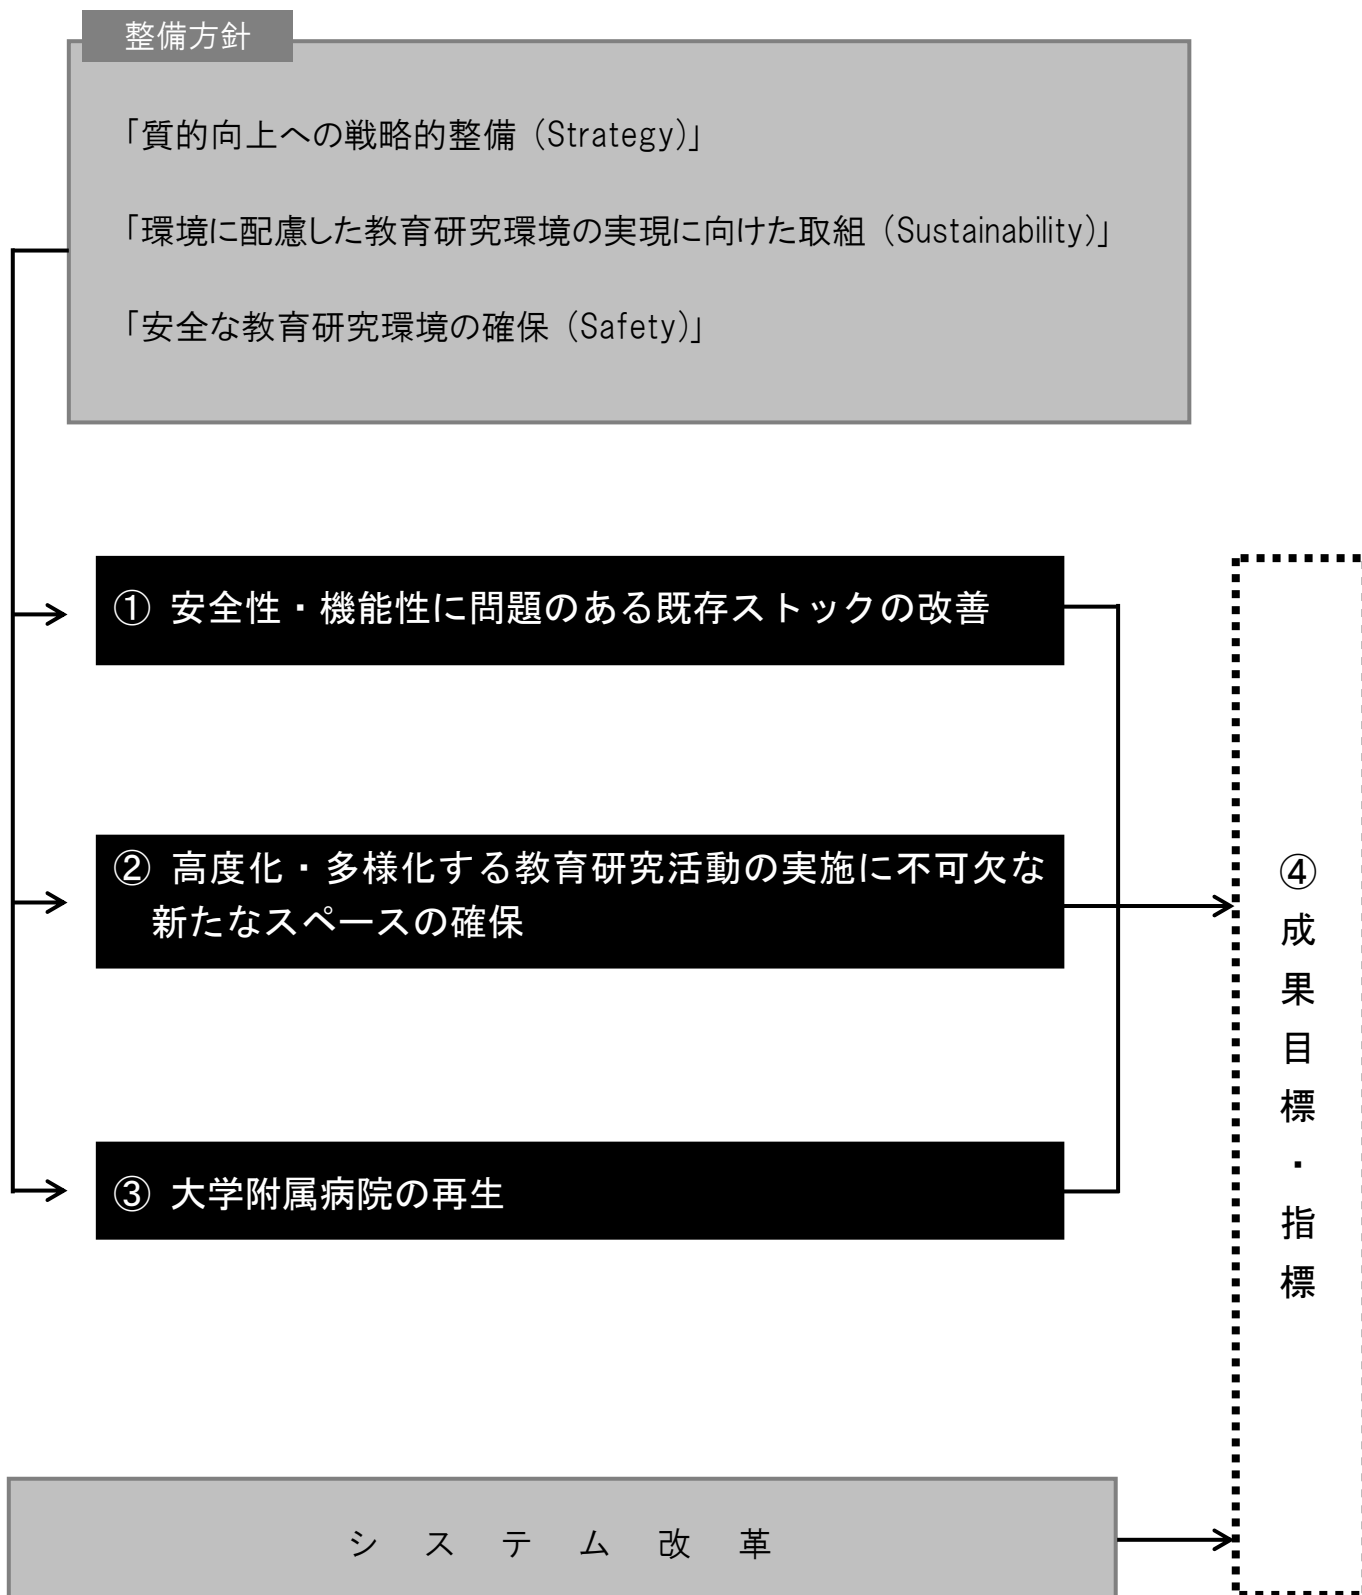 整備方針
「質的向上への戦略的整備（Strategy）」
「環境に配慮した教育研究環境の実現に向けた取組（Sustainability）」
「安全な教育研究環境の確保（Safety）」
① 安全性・機能性に問題のある既存ストックの改善
② 高度化・多様化する教育研究活動の実施に不可欠な
新たなスペースの確保
③ 大学附属病院の再生
④成果目標・指標
システム改革